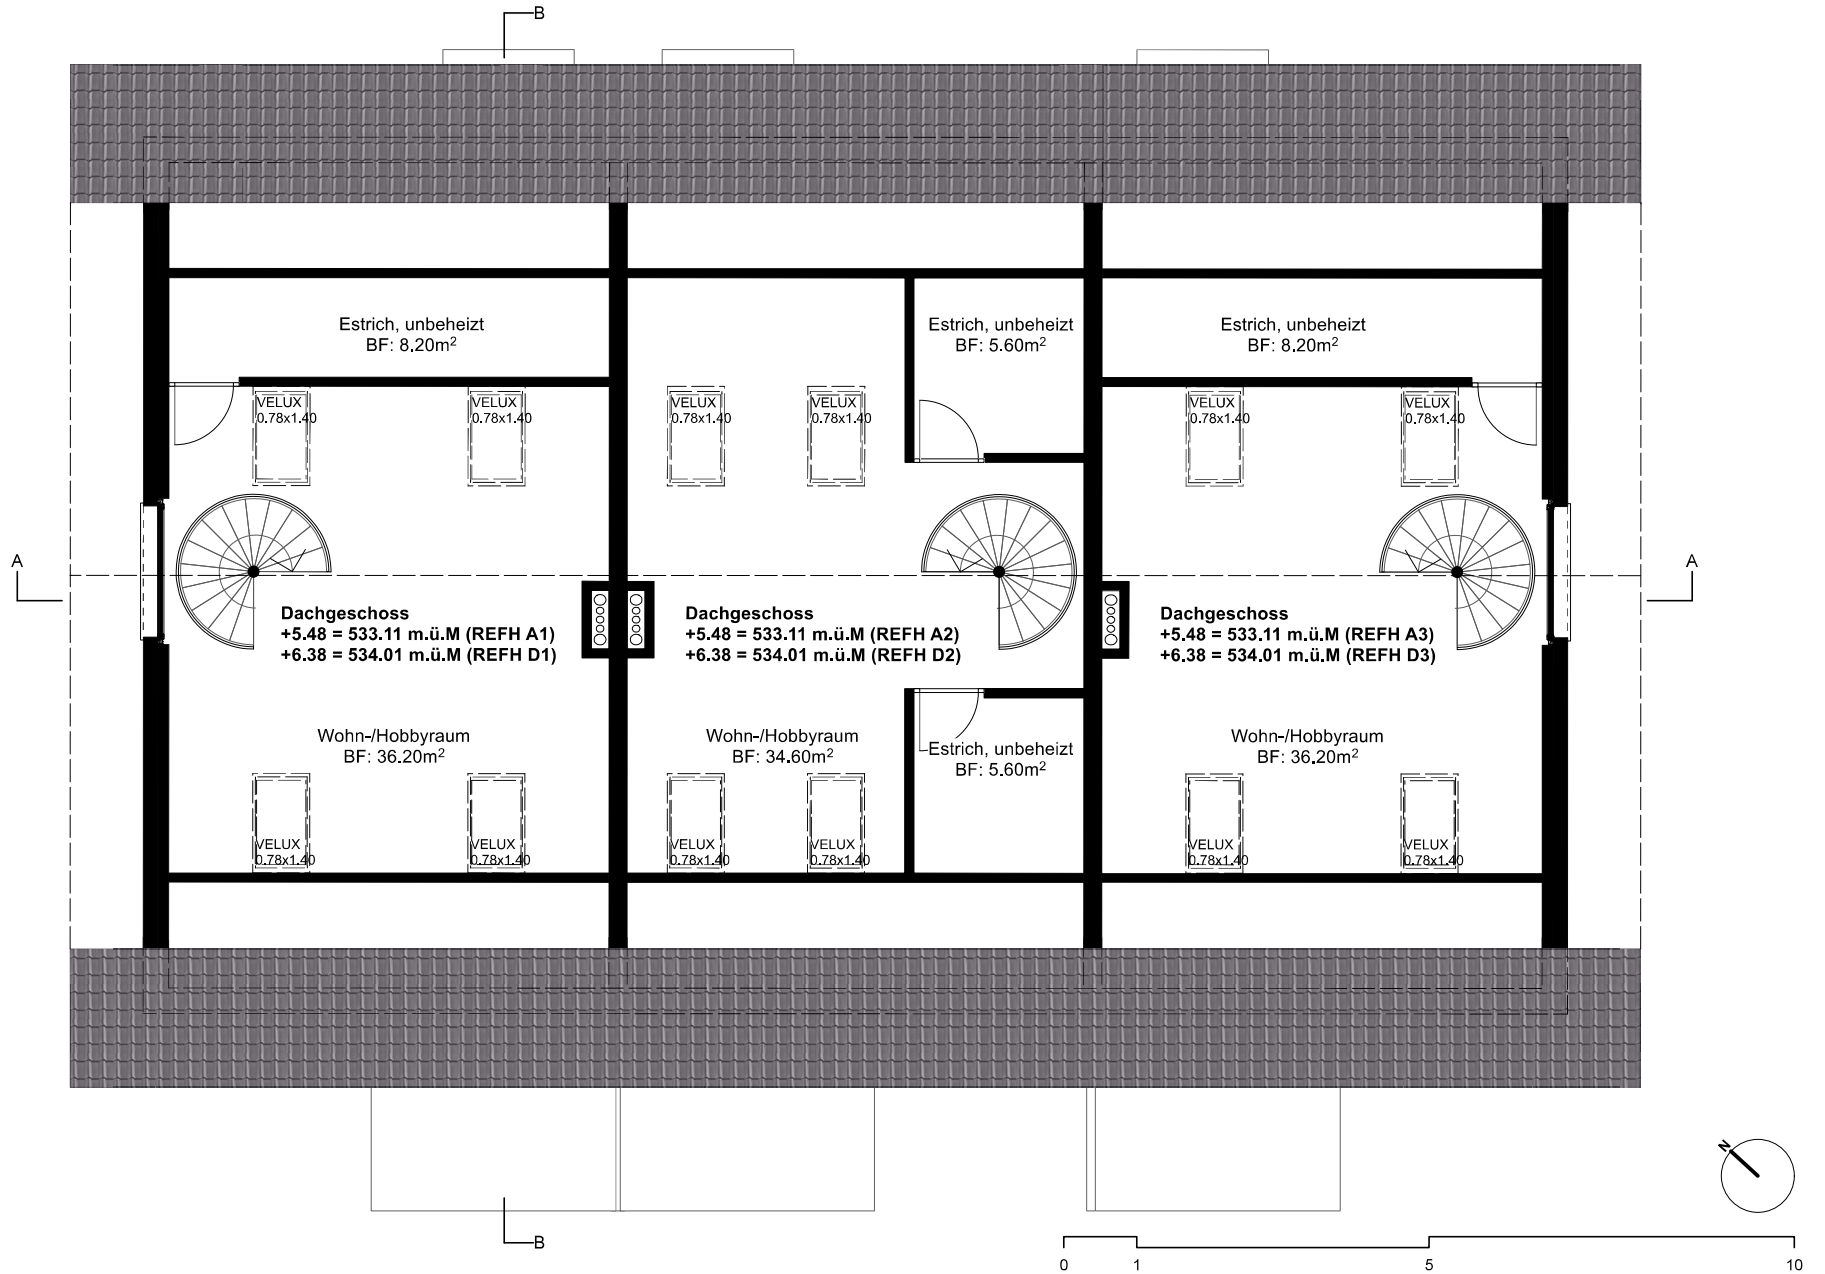 B
Estrich, unbeheizt
BF: 8.20m²
Estrich, unbeheizt
BF: 5.60m²
Estrich, unbeheizt
BF: 8.20m²
VELUX
0.78x1.40
VELUX
0.78x1.40
VELUX
0.78x1.40
VELUX
0.78x1.40
VELUX
0.78x1.40
VELUX
0.78x1.40
A
A
Dachgeschoss
+5.48 = 533.11 m.ü.M (REFH A1)
+6.38 = 534.01 m.ü.M (REFH D1)
Dachgeschoss
+5.48 = 533.11 m.ü.M (REFH A2)
+6.38 = 534.01 m.ü.M (REFH D2)
Dachgeschoss
+5.48 = 533.11 m.ü.M (REFH A3)
+6.38 = 534.01 m.ü.M (REFH D3)
Wohn-/Hobbyraum
BF: 36.20m²
Wohn-/Hobbyraum
BF: 34.60m²
Estrich, unbeheizt
BF: 5.60m²
Wohn-/Hobbyraum
BF: 36.20m²
VELUX
0.78x1.40
VELUX
0.78x1.40
VELUX
0.78x1.40
VELUX
0.78x1.40
VELUX
0.78x1.40
VELUX
0.78x1.40
N
B
0 1 5 10